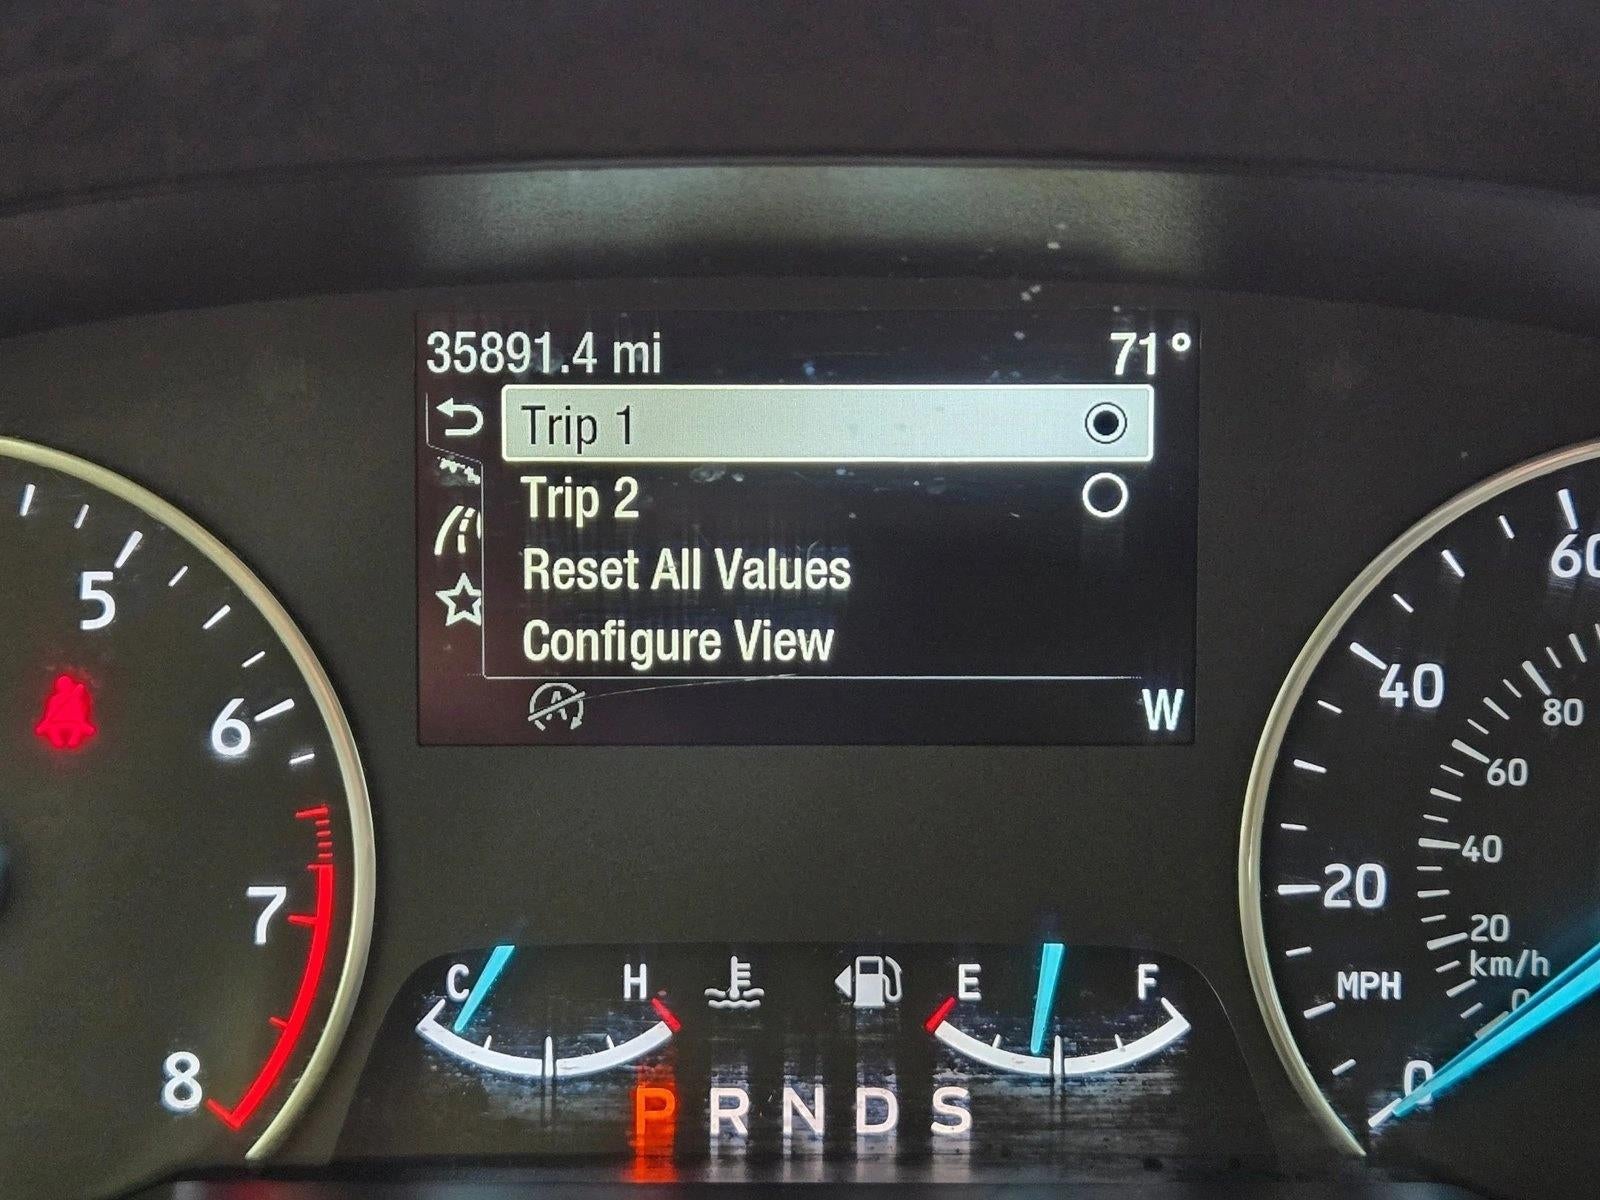 35891.4 mi 71°
Trip 1
Trip 2
Reset All Values
Configure View
A W
5
6
7
8
60
40
20
0
MPH
80
60
40
20
km/h
0
C H E F
P R N D S